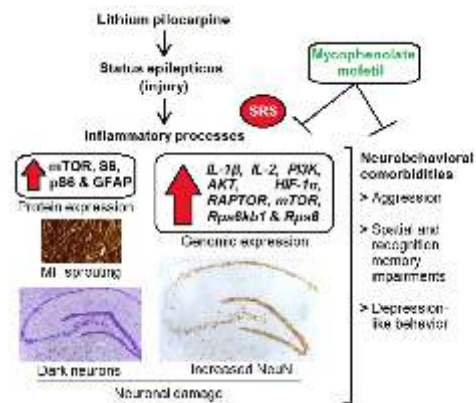 Lithium pilocarpine
Status epilepticus
(injury)
Mycophenolate
mofetil
SRS
Inflammatory processes
mTOR, S6,
pS6 & GFAP
Protein expression
IL-1β, IL-2, PI3K,
AKT, HIF-1α,
RAPTOR, mTOR,
Rps6kb1 & Rps6
Genomic expression
MF sprouting
Dark neurons
Increased NeuN
Neuronal damage
Neurobehavioral
comorbidities
> Aggression
> Spatial and
recognition
memory
impairments
> Depression-
like behavior